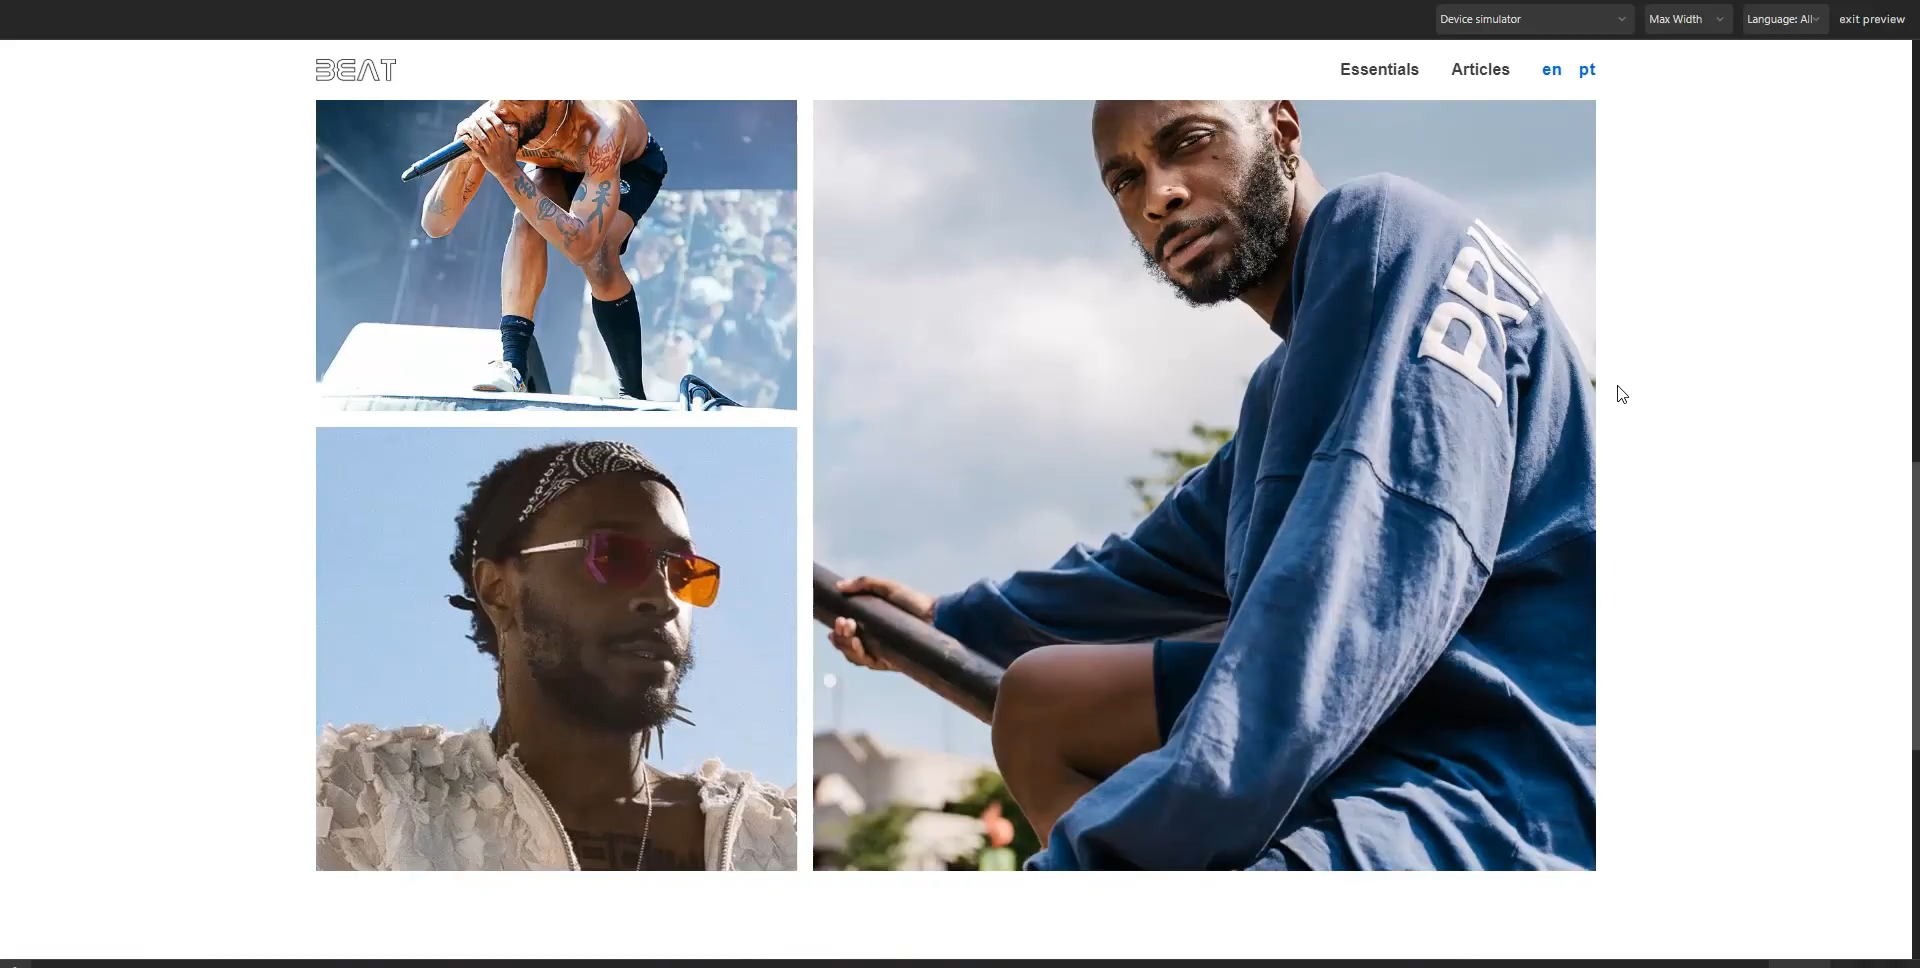 Device simulator
Max Width
Language: All
exit preview
BEAT
Essentials
Articles
en
pt